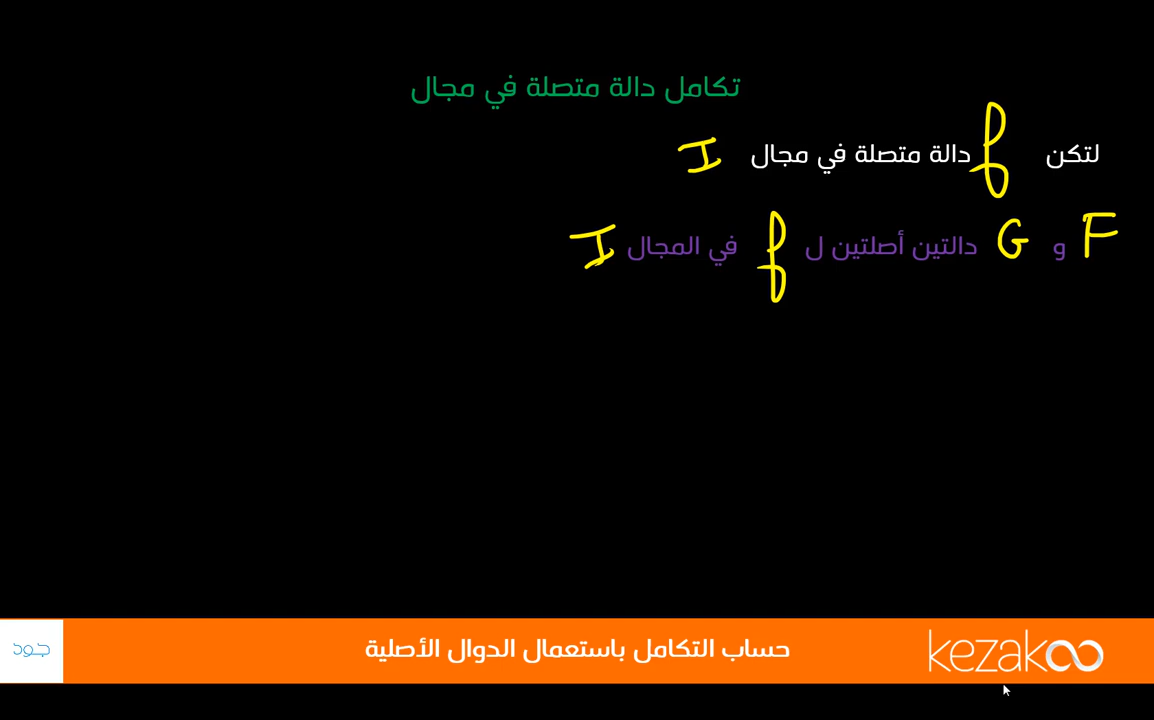 تكامل دالة متصلة في مجال
لتكن f دالة متصلة في مجال I
F و G دالتين أصلتين ل f في المجال I
حساب التكامل باستعمال الدوال الأصلية
kezakoo
جود